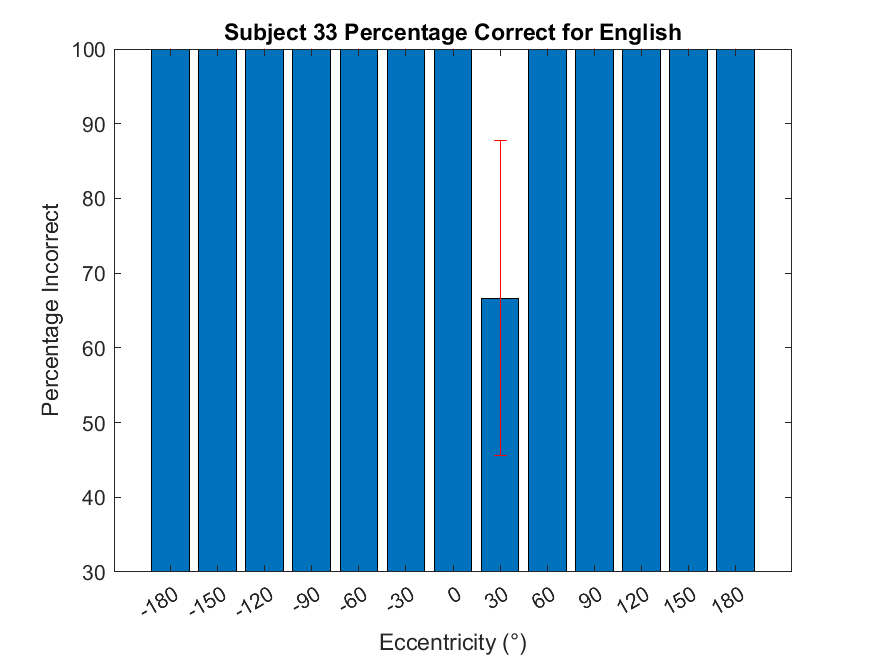 Subject 33 Percentage Correct for English
100
90
80
70
60
50
40
30
Percentage Incorrect
-180 -150 -120 -90 -60 -30 0 30 60 90 120 150 180
Eccentricity (°)